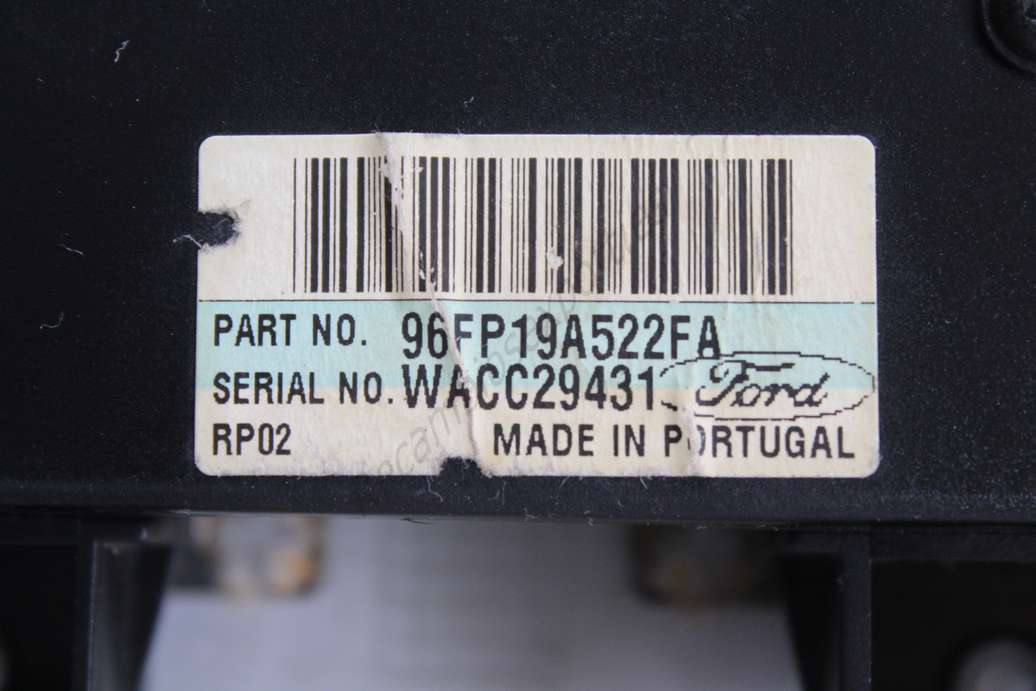 PART NO. 96FP19A522FA
SERIAL NO. WACC29431
Ford
RP02 MADE IN PORTUGAL